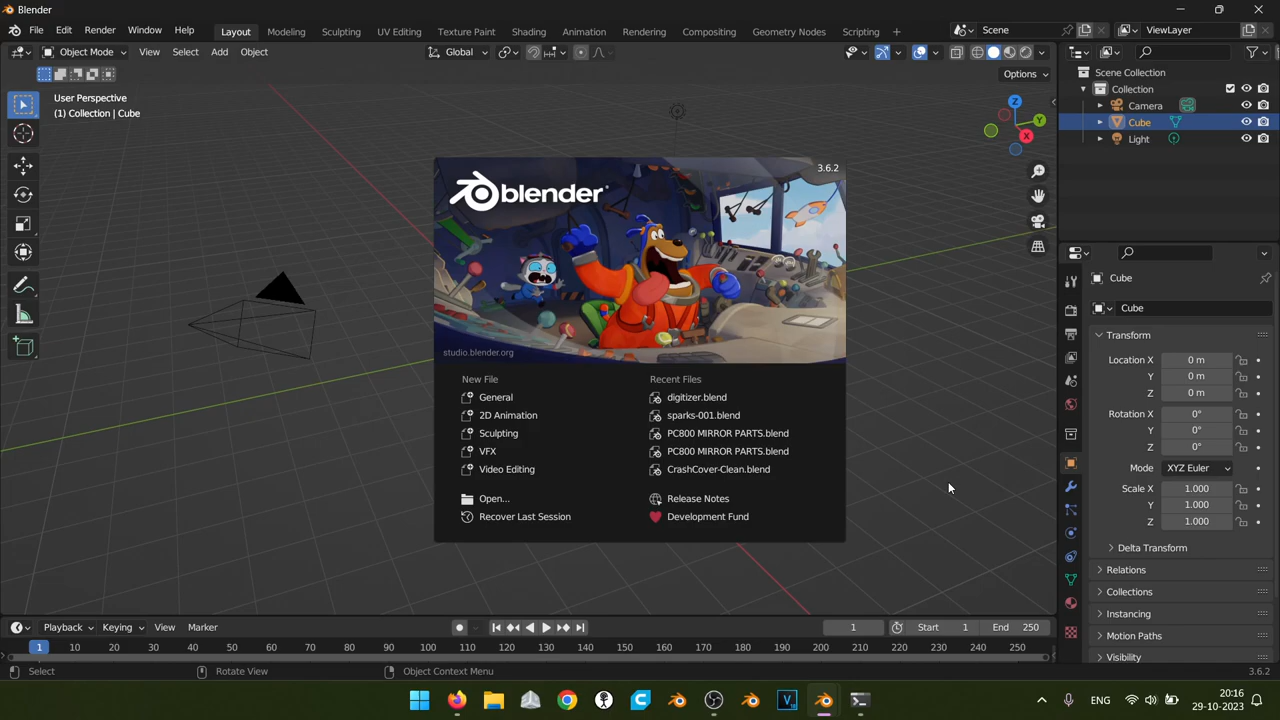 Blender
File Edit Render Window Help Layout Modeling Sculpting UV Editing Texture Paint Shading Animation Rendering Compositing Geometry Nodes Scripting + Scene ViewLayer
Object Mode View Select Add Object Global
Options
User Perspective
(1) Collection | Cube
Z
Y
X
3.6.2
blender
studio.blender.org
New File
General
2D Animation
Sculpting
VFX
Video Editing
Open...
Recover Last Session
Recent Files
digitizer.blend
sparks-001.blend
PC800 MIRROR PARTS.blend
PC800 MIRROR PARTS.blend
CrashCover-Clean.blend
Release Notes
Development Fund
Scene Collection
Collection
Camera
Cube
Light
Cube
Cube
Transform
Location X 0 m
Y 0 m
Z 0 m
Rotation X 0°
Y 0°
Z 0°
Mode XYZ Euler
Scale X 1.000
Y 1.000
Z 1.000
Delta Transform
Relations
Collections
Instancing
Motion Paths
Visibility
Playback Keying View Marker 1 Start 1 End 250
1 10 20 30 40 50 60 70 80 90 100 110 120 130 140 150 160 170 180 190 200 210 220 230 240 250
Select Rotate View Object Context Menu 3.6.2
ENG 20:16
29-10-2023